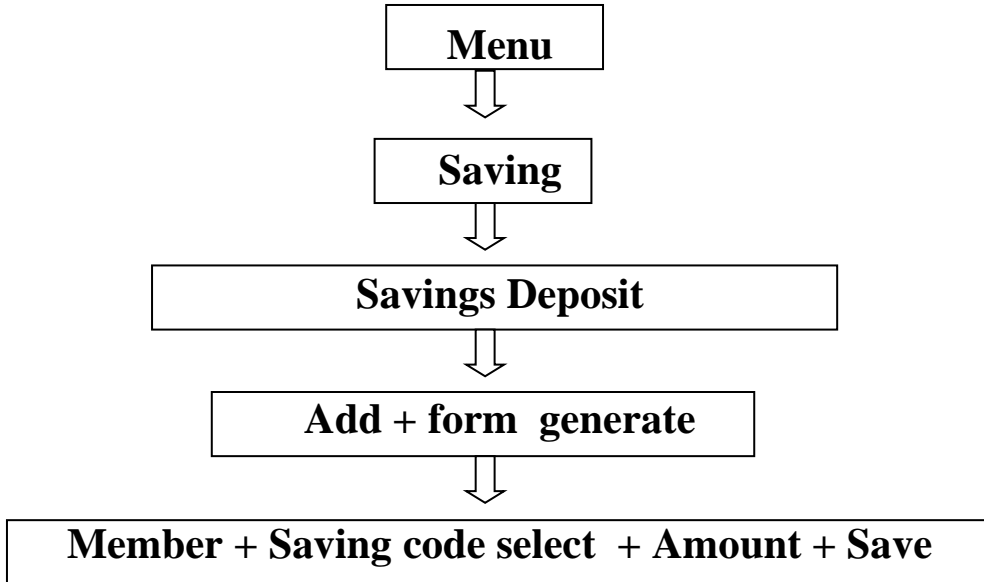 Menu
Saving
Savings Deposit
Add + form generate
Member + Saving code select + Amount + Save